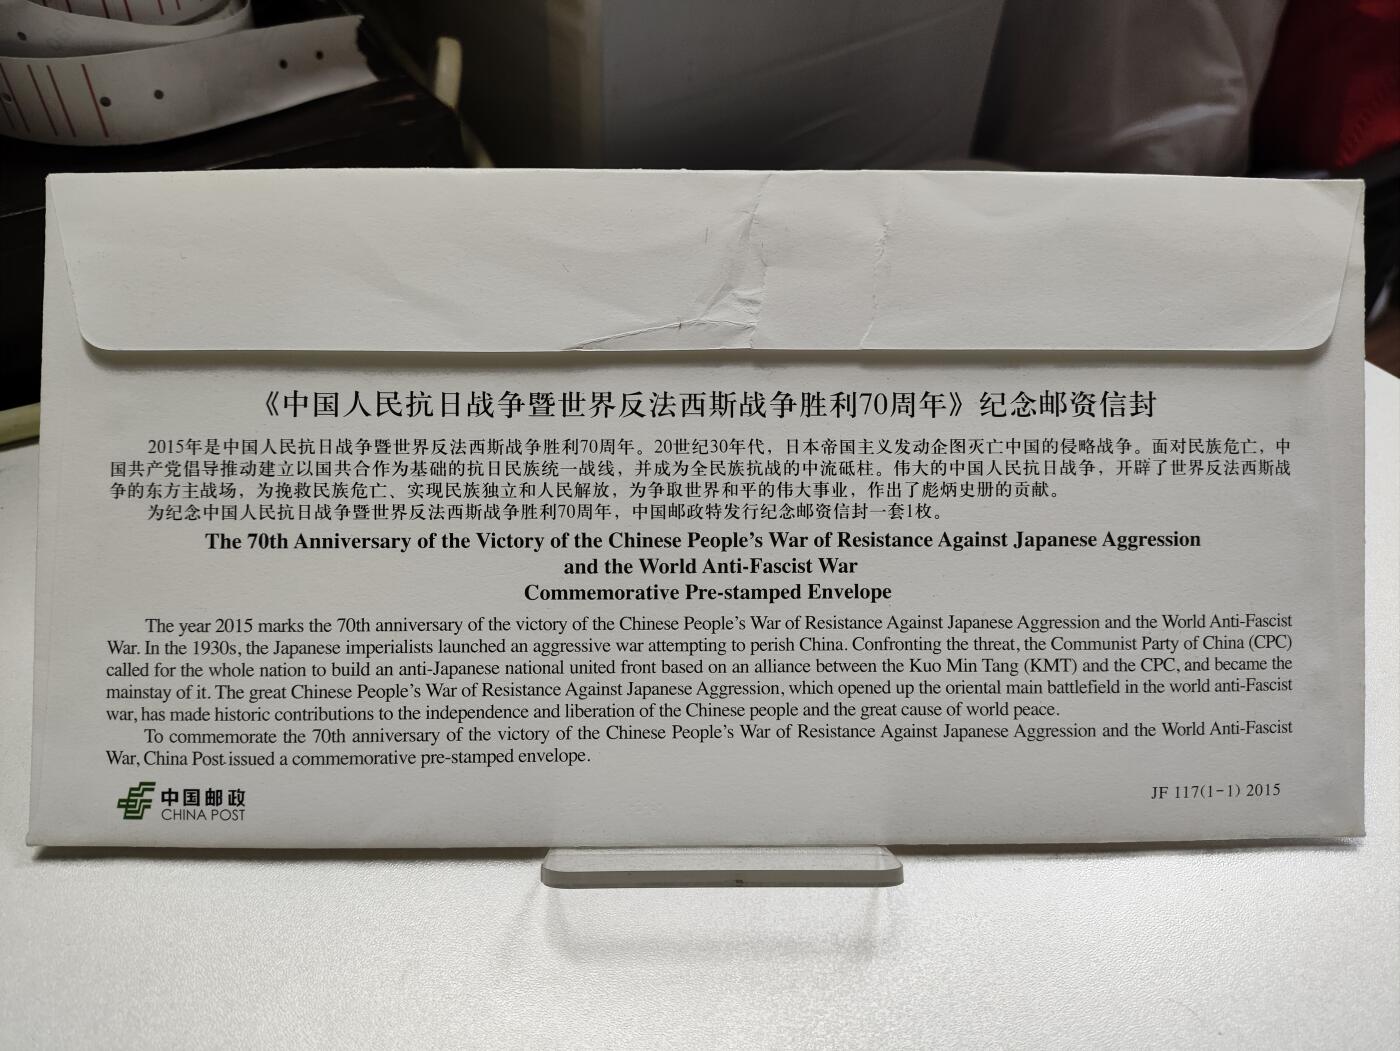 《中国人民抗日战争暨世界反法西斯战争胜利70周年》纪念邮资信封
2015年是中国人民抗日战争暨世界反法西斯战争胜利70周年。20世纪30年代，日本帝国主义发动企图灭亡中国的侵略战争。面对民族危亡，中
国共产党倡导推动建立以国共合作为基础的抗日民族统一战线，并成为全民族抗战的中流砥柱。伟大的中国人民抗日战争，开辟了世界反法西斯战
争的东方主战场，为挽救民族危亡、实现民族独立和人民解放，为争取世界和平的伟大事业，作出了彪炳史册的贡献。
为纪念中国人民抗日战争暨世界反法西斯战争胜利70周年，中国邮政特发行纪念邮资信封一套1枚。
The 70th Anniversary of the Victory of the Chinese People's War of Resistance Against Japanese Aggression
and the World Anti-Fascist War
Commemorative Pre-stamped Envelope
The year 2015 marks the 70th anniversary of the victory of the Chinese People's War of Resistance Against Japanese Aggression and the World Anti-Fascist
War. In the 1930s, the Japanese imperialists launched an aggressive war attempting to perish China. Confronting the threat, the Communist Party of China (CPC)
called for the whole nation to build an anti-Japanese national united front based on an alliance between the Kuo Min Tang (KMT) and the CPC, and became the
mainstay of it. The great Chinese People's War of Resistance Against Japanese Aggression, which opened up the oriental main battlefield in the world anti-Fascist
war, has made historic contributions to the independence and liberation of the Chinese people and the great cause of world peace.
To commemorate the 70th anniversary of the victory of the Chinese People's War of Resistance Against Japanese Aggression and the World Anti-Fascist
War, China Post issued a commemorative pre-stamped envelope.
中国邮政
CHINA POST
JF 117(1-1) 2015